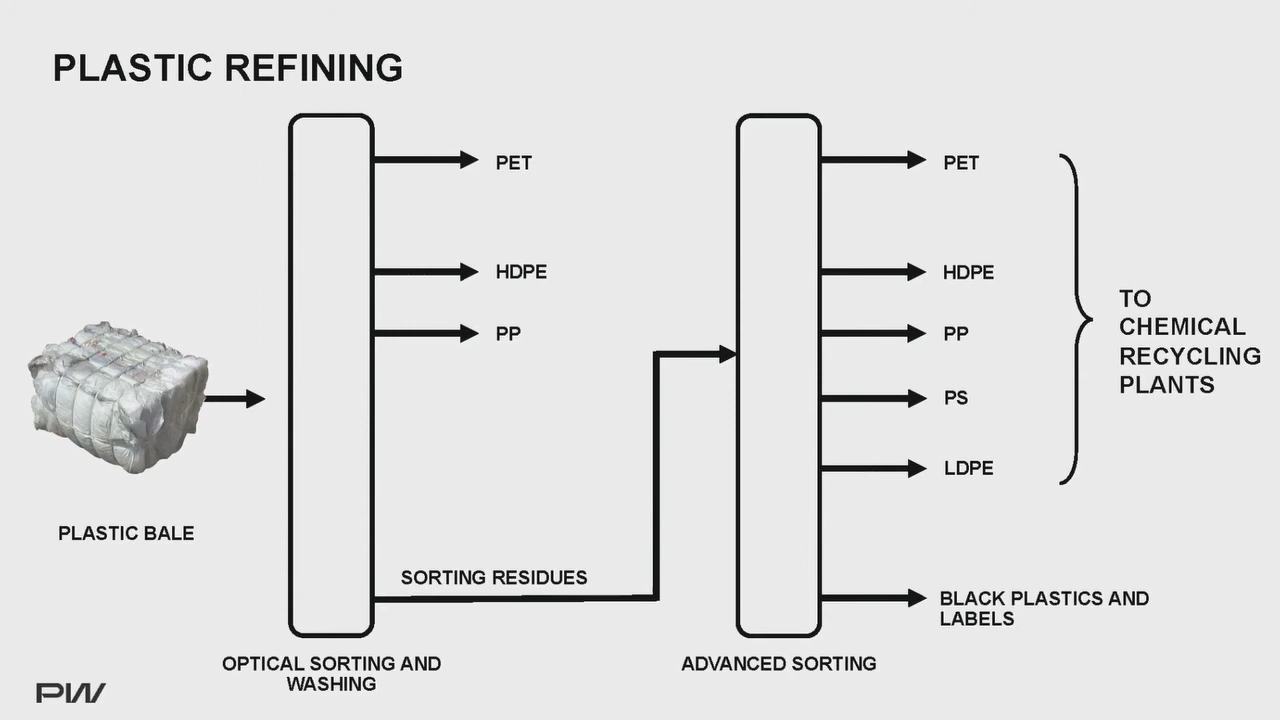 PLASTIC REFINING
PET
HDPE
PP
PLASTIC BALE
SORTING RESIDUES
OPTICAL SORTING AND
WASHING
PET
HDPE
PP
PS
LDPE
BLACK PLASTICS AND
LABELS
ADVANCED SORTING
TO
CHEMICAL
RECYCLING
PLANTS
PW